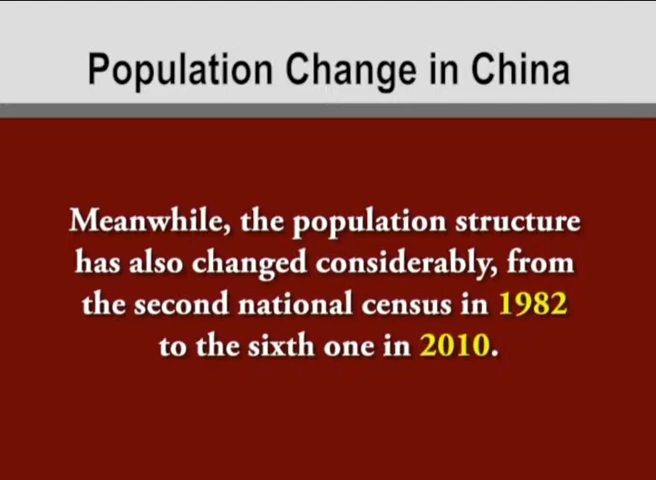 Population Change in China
Meanwhile, the population structure
has also changed considerably, from
the second national census in 1982
to the sixth one in 2010.